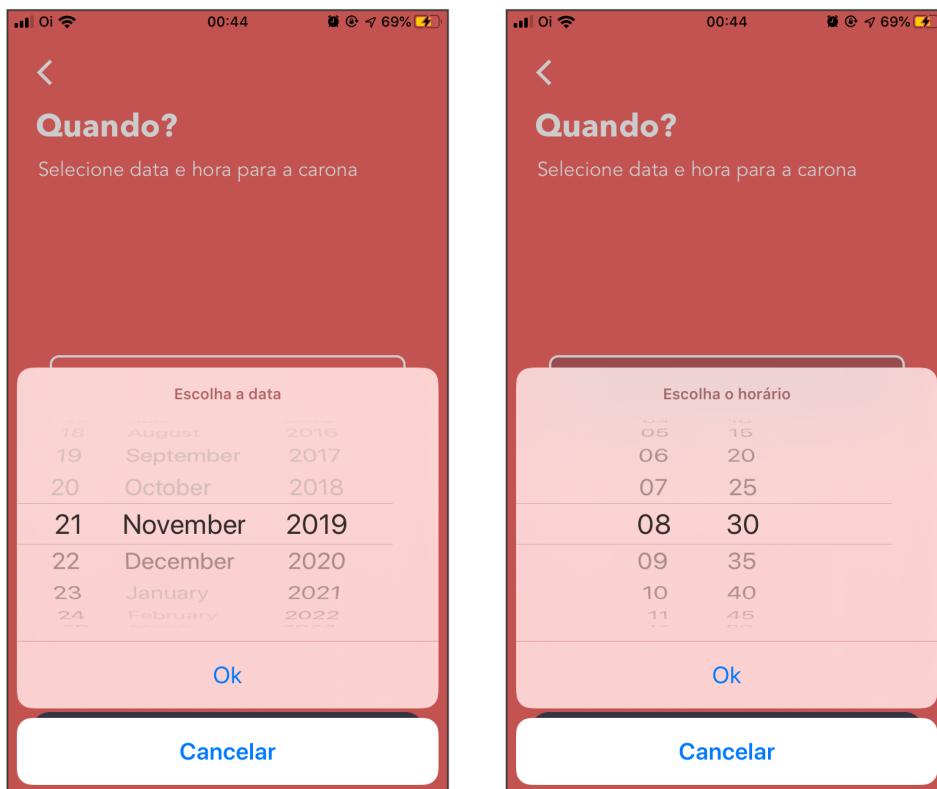 Oi 00:44 69%
Quando?
Selecione data e hora para a carona
Escolha a data
18 August 2016
19 September 2017
20 October 2018
21 November 2019
22 December 2020
23 January 2021
24 February 2022
Ok
Cancelar
Oi 00:44 69%
Quando?
Selecione data e hora para a carona
Escolha o horário
05 15
06 20
07 25
08 30
09 35
10 40
11 45
Ok
Cancelar